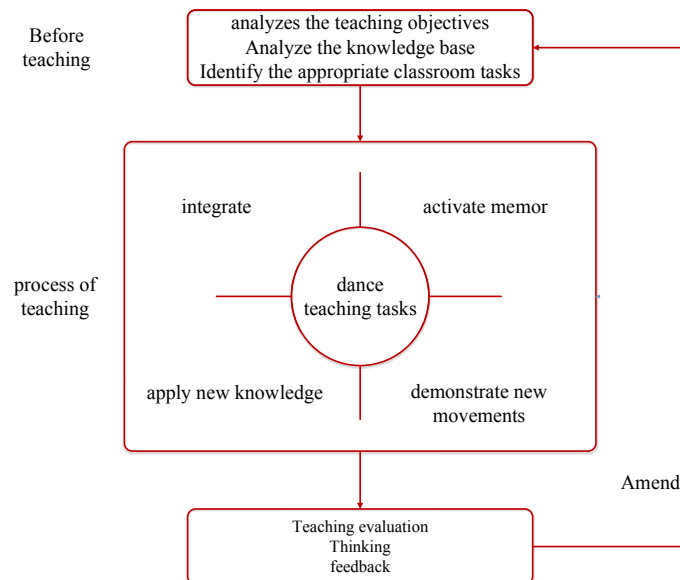 Before
teaching
analyzes the teaching objectives
Analyze the knowledge base
Identify the appropriate classroom tasks
integrate
activate memor
process of
teaching
dance
teaching tasks
apply new knowledge
demonstrate new
movements
Amend
Teaching evaluation
Thinking
feedback